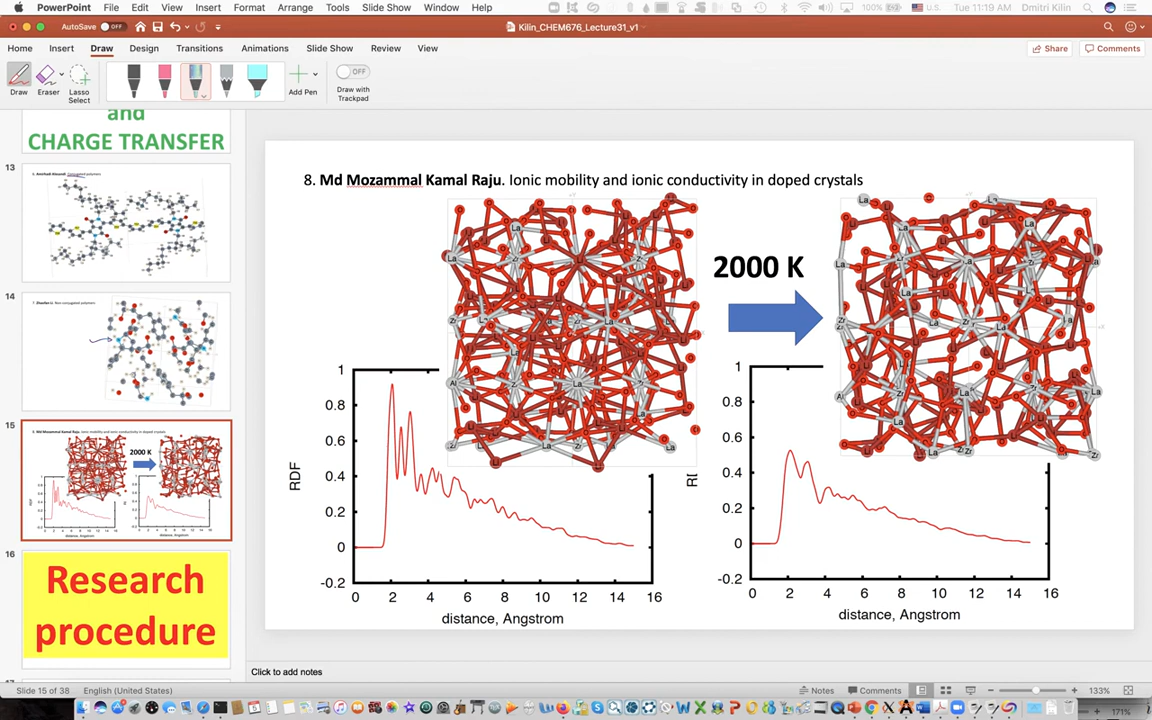 PowerPoint File Edit View Insert Format Arrange Tools Slide Show Window Help 100% U.S. Tue 11:19 AM Dmitri Kilin
AutoSave OFF Kilin_CHEM676_Lecture31_v1
Home Insert Draw Design Transitions Animations Slide Show Review View Share Comments
Draw Eraser Lasso Select Add Pen OFF Draw with Trackpad
and
CHARGE TRANSFER
13
14
15
2000 K
16
Research
procedure
8. Md Mozammal Kamal Raju. Ionic mobility and ionic conductivity in doped crystals
2000 K
RDF
1
0.8
0.6
0.4
0.2
0
-0.2
0 2 4 6 8 10 12 14 16
distance, Angstrom
1
0.8
0.6
0.4
0.2
0
-0.2
0 2 4 6 8 10 12 14 16
distance, Angstrom
Click to add notes
Slide 15 of 38 English (United States) Notes Comments 133%
171%